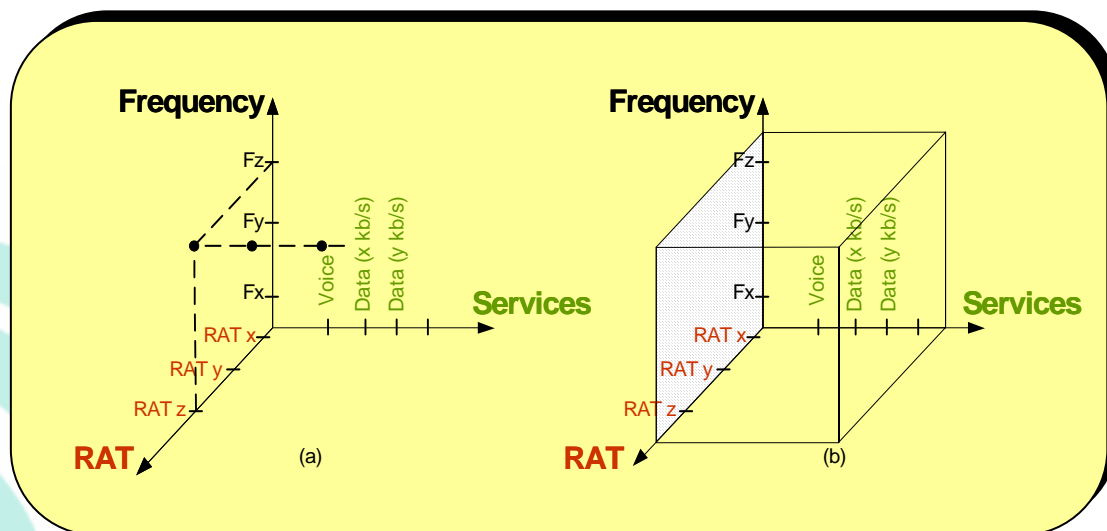 Frequency
Fz
Fy
Fx
Voice
Data (x kb/s)
Data (y kb/s)
Services
RAT x
RAT y
RAT z
RAT
(a)
Frequency
Fz
Fy
Fx
Voice
Data (x kb/s)
Data (y kb/s)
Services
RAT x
RAT y
RAT z
RAT
(b)